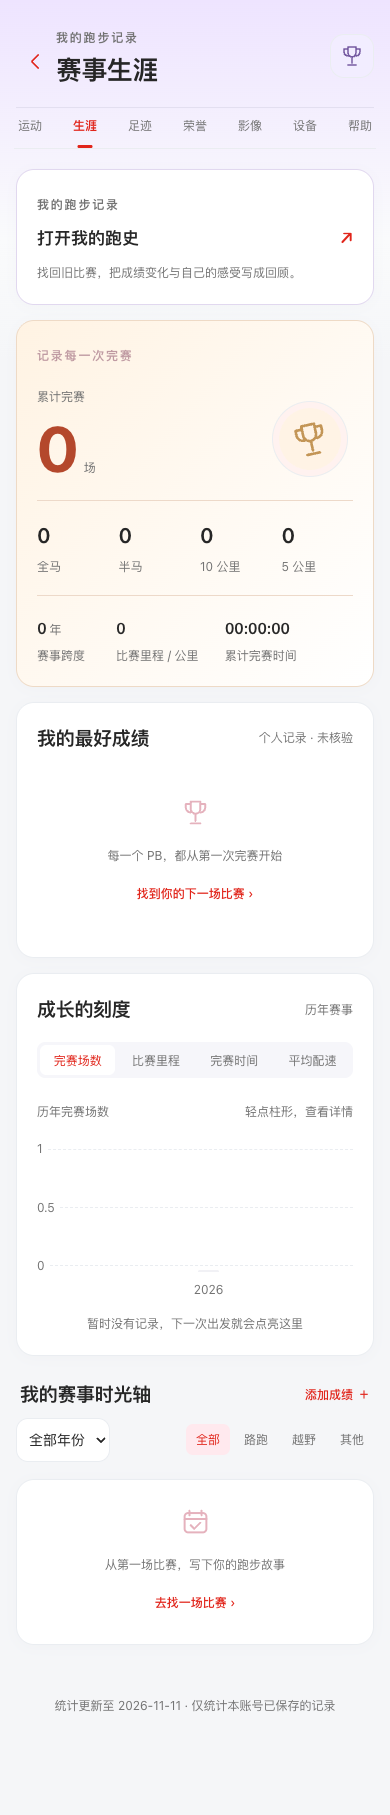 我的跑步记录
赛事生涯
运动 生涯 足迹 荣誉 影像 设备 帮助
我的跑步记录
打开我的跑史
找回旧比赛，把成绩变化与自己的感受写成回顾。
记录每一次完赛
累计完赛
0 场
0 0 0 0
全马 半马 10 公里 5 公里
0 年 0 00:00:00
赛事跨度 比赛里程 / 公里 累计完赛时间
我的最好成绩 个人记录 · 未核验
每一个 PB，都从第一次完赛开始
找到你的下一场比赛 ›
成长的刻度 历年赛事
完赛场数 比赛里程 完赛时间 平均配速
历年完赛场数 轻点柱形，查看详情
1
0.5
0
2026
暂时没有记录，下一次出发就会点亮这里
我的赛事时光轴 添加成绩 +
全部年份 全部 路跑 越野 其他
从第一场比赛，写下你的跑步故事
去找一场比赛 ›
统计更新至 2026-11-11 · 仅统计本账号已保存的记录